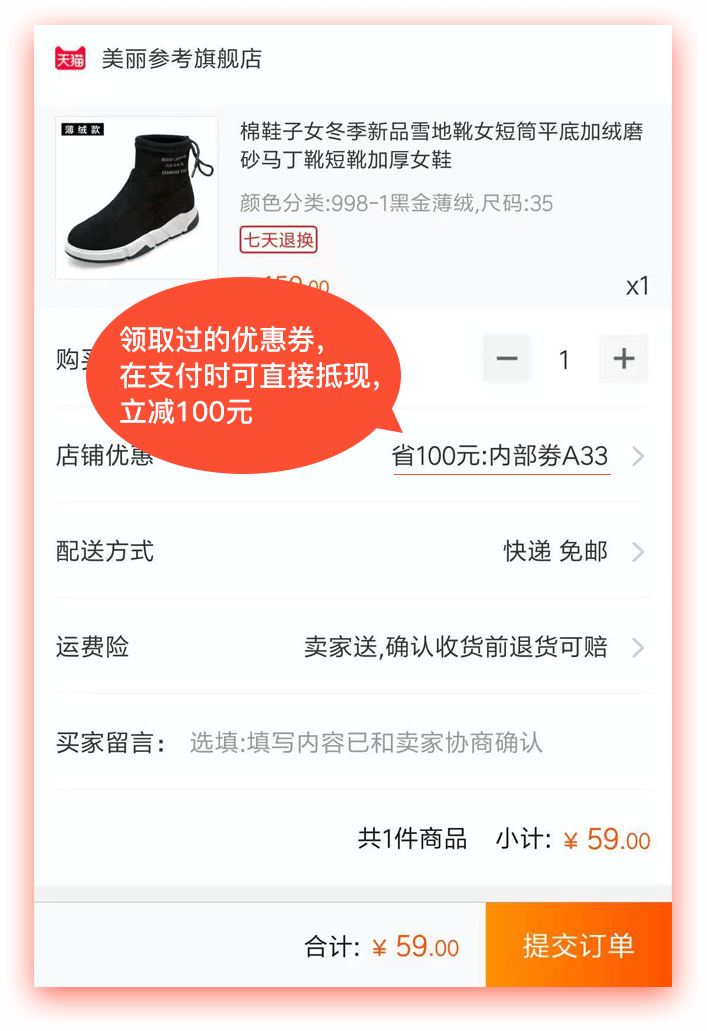 天猫 美丽参考旗舰店
薄绒款
棉鞋子女冬季新品雪地靴女短筒平底加绒磨
砂马丁靴短靴加厚女鞋
颜色分类:998-1黑金薄绒,尺码:35
七天退换
159.00
x1
领取过的优惠券，
在支付时可直接抵现，
立减100元
购
1
店铺优惠
省100元:内部券A33
配送方式
快递 免邮
运费险
卖家送,确认收货前退货可赔
买家留言：
选填:填写内容已和卖家协商确认
共1件商品 小计: ¥ 59.00
合计: ¥ 59.00
提交订单